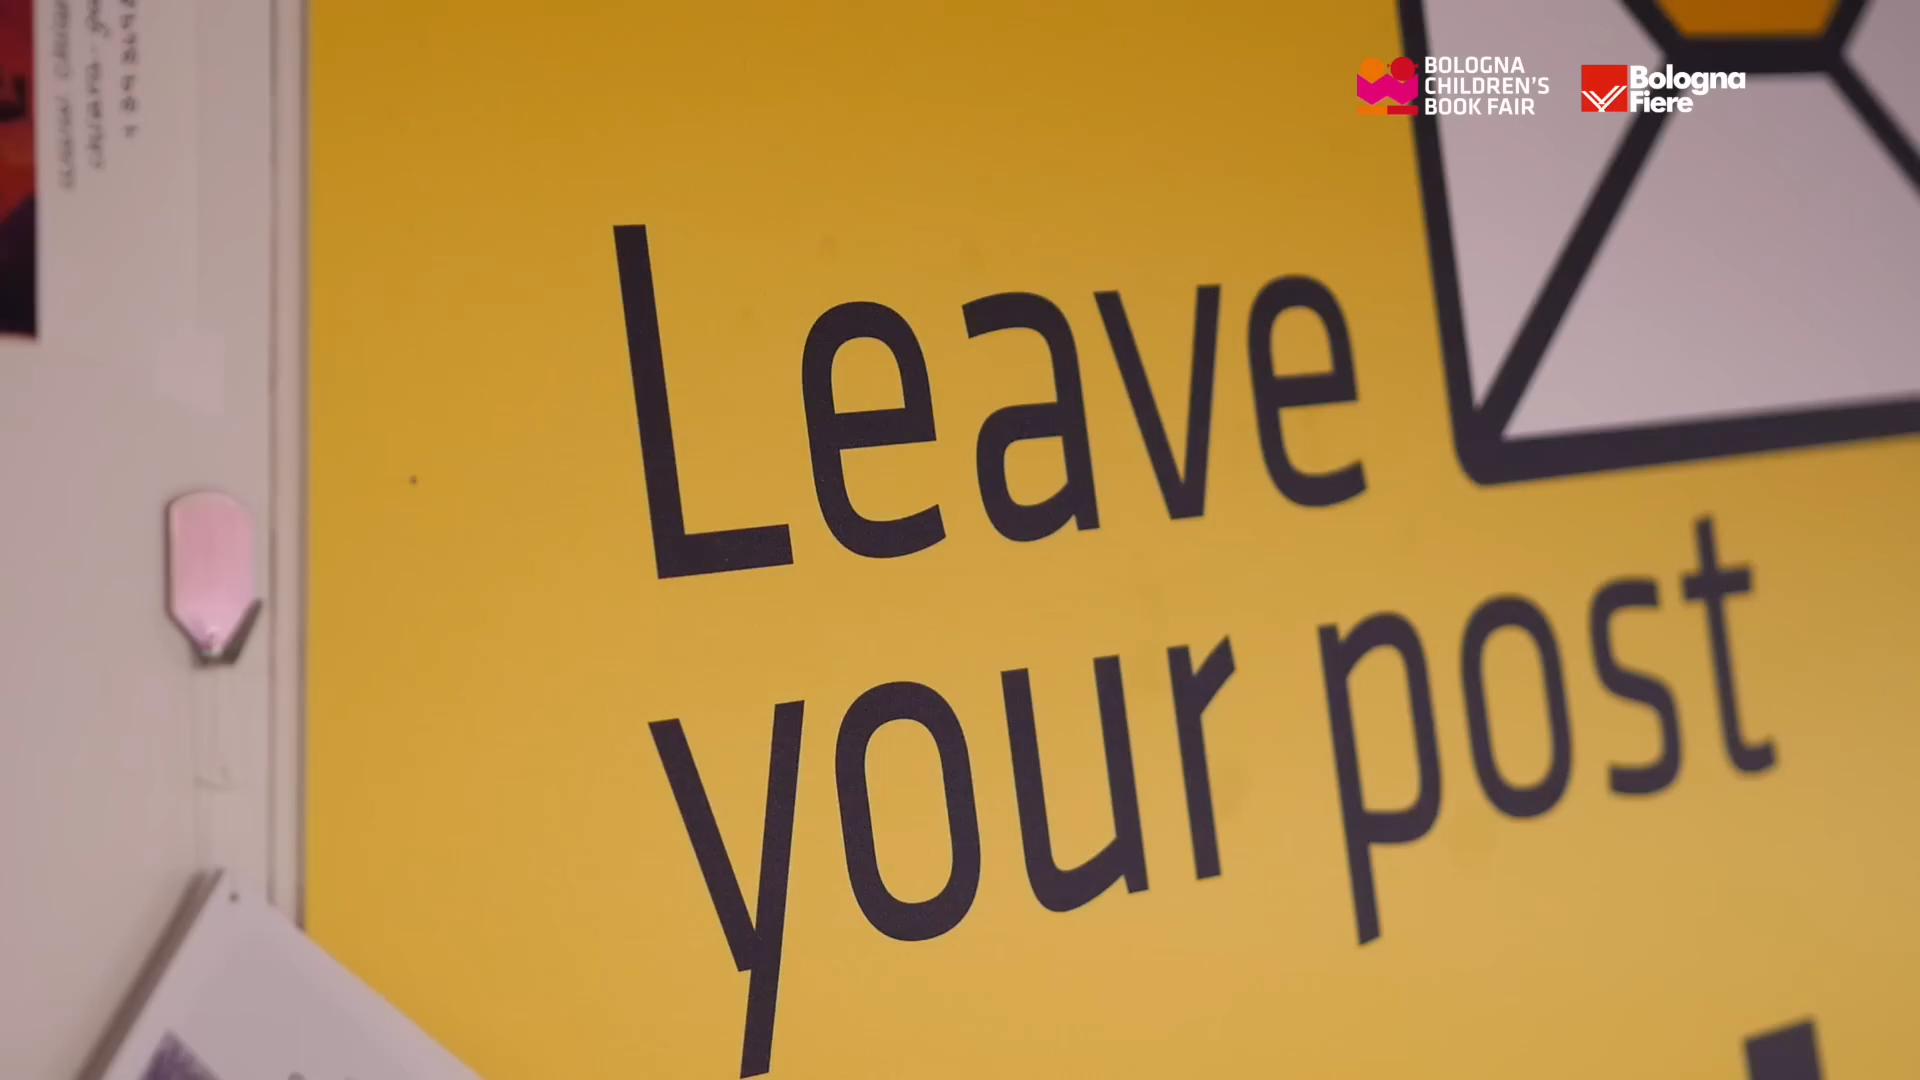 BOLOGNA
CHILDREN'S
BOOK FAIR
Bologna
Fiere
Leave
your post